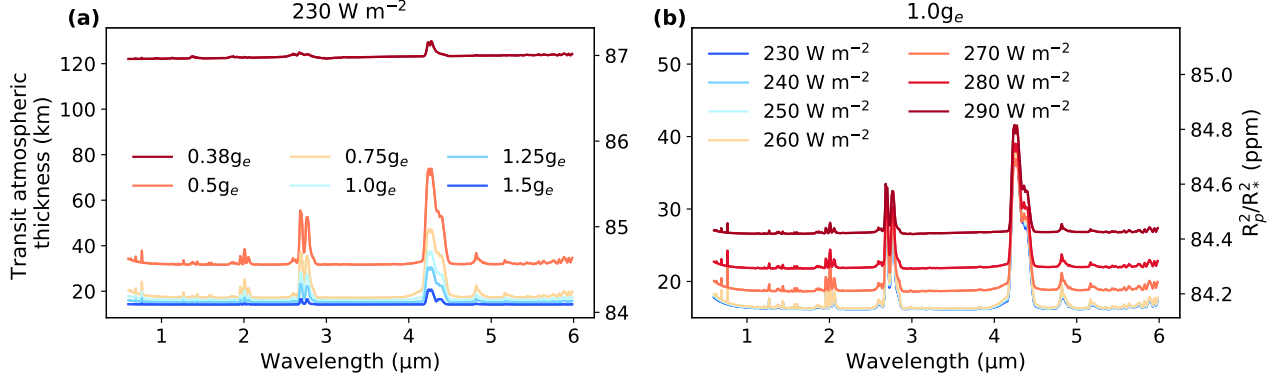 (a)
230 W m⁻²
Transit atmospheric
thickness (km)
120
100
80
60
40
20
87
86
85
84
0.38gₑ
0.5gₑ
0.75gₑ
1.0gₑ
1.25gₑ
1.5gₑ
1
2
3
4
5
6
Wavelength (μm)
(b)
1.0gₑ
50
40
30
20
230 W m⁻²
240 W m⁻²
250 W m⁻²
260 W m⁻²
270 W m⁻²
280 W m⁻²
290 W m⁻²
85.0
84.8
84.6
84.4
84.2
R²ₚ/R²* (ppm)
1
2
3
4
5
6
Wavelength (μm)